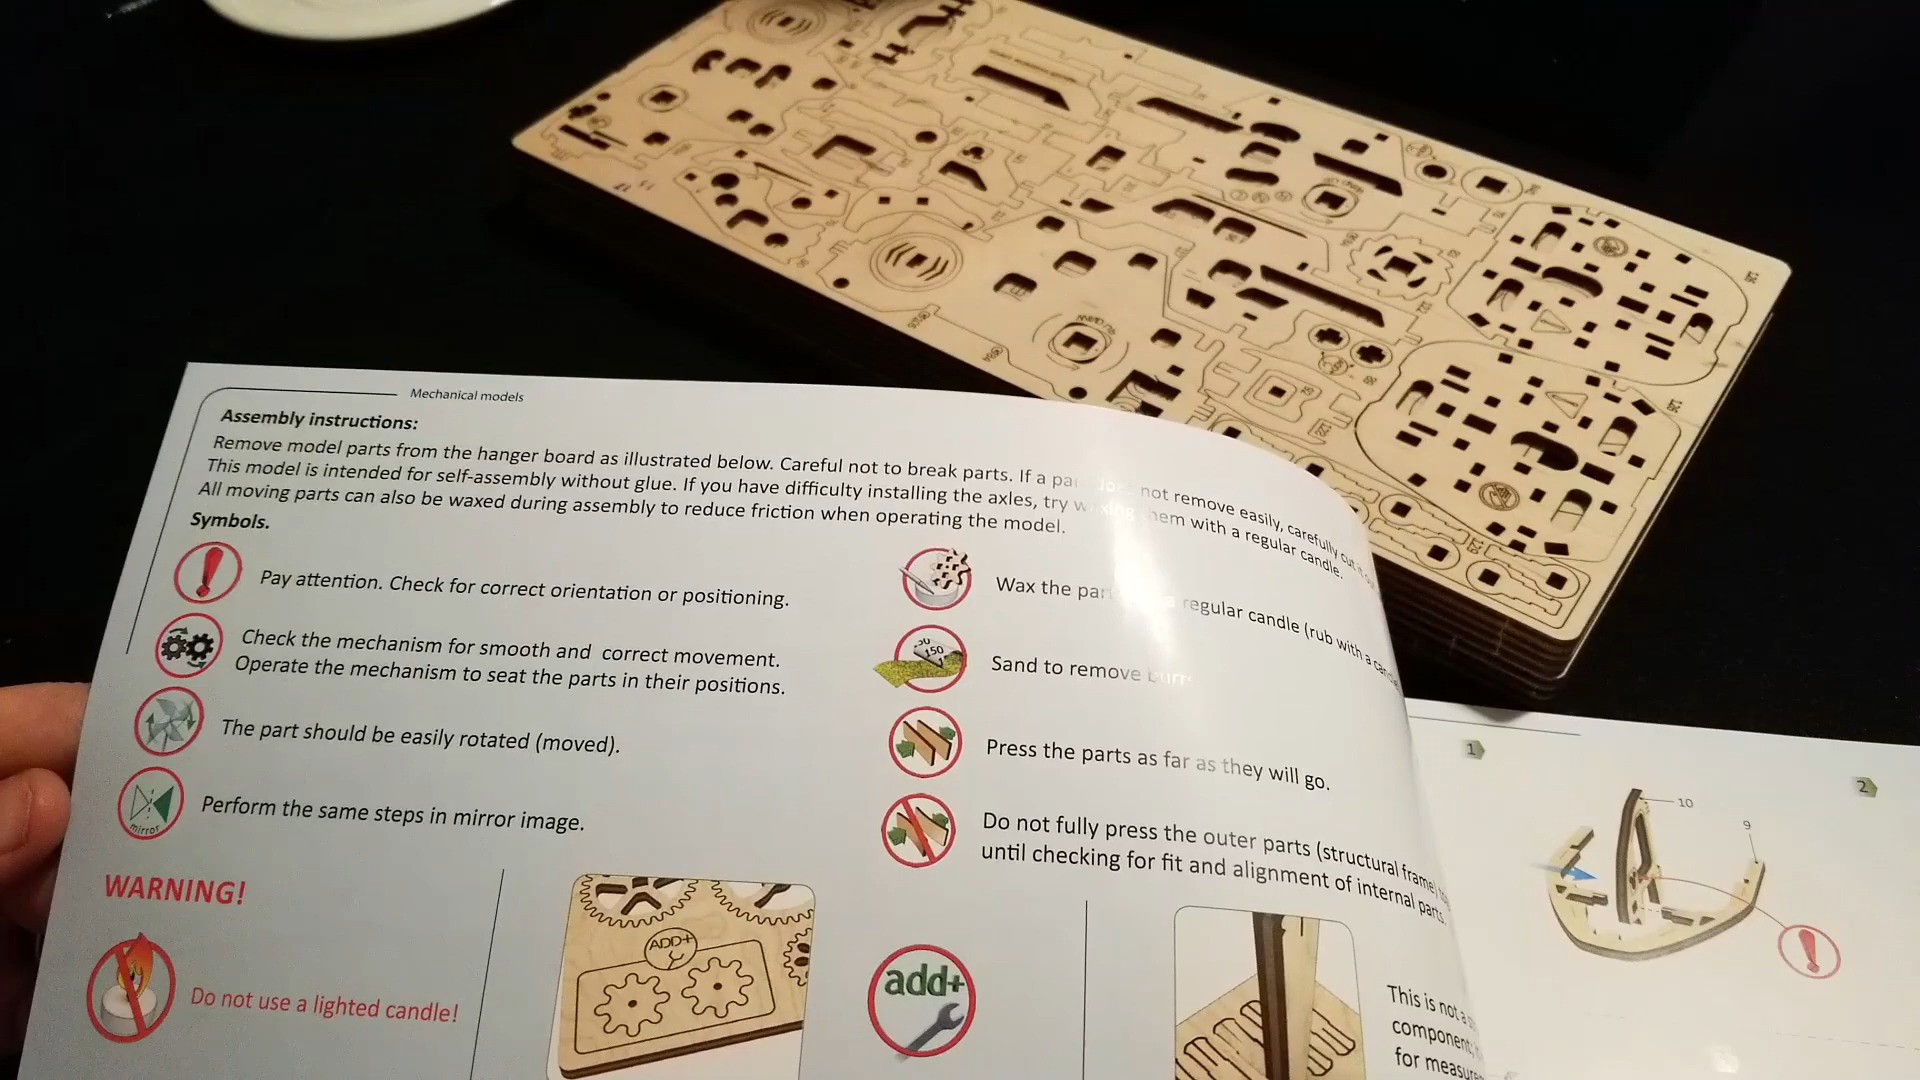 Mechanical models
Assembly instructions:
Remove model parts from the hanger board as illustrated below. Careful not to break parts. If a part does not remove easily, carefully cut it
This model is intended for self-assembly without glue. If you have difficulty installing the axles, try waxing them with a regular candle.
All moving parts can also be waxed during assembly to reduce friction when operating the model.
Symbols.
Pay attention. Check for correct orientation or positioning.
Check the mechanism for smooth and correct movement.
Operate the mechanism to seat the parts in their positions.
The part should be easily rotated (moved).
mirror
Perform the same steps in mirror image.
WARNING!
Do not use a lighted candle!
ADD+
Wax the regular candle (rub with a
150
Sand to remove burrs
Press the parts as far as they will go.
Do not fully press the outer parts (structural frame)
until checking for fit and alignment of internal parts.
add+
This is not a
component;
for
1
2
10
9